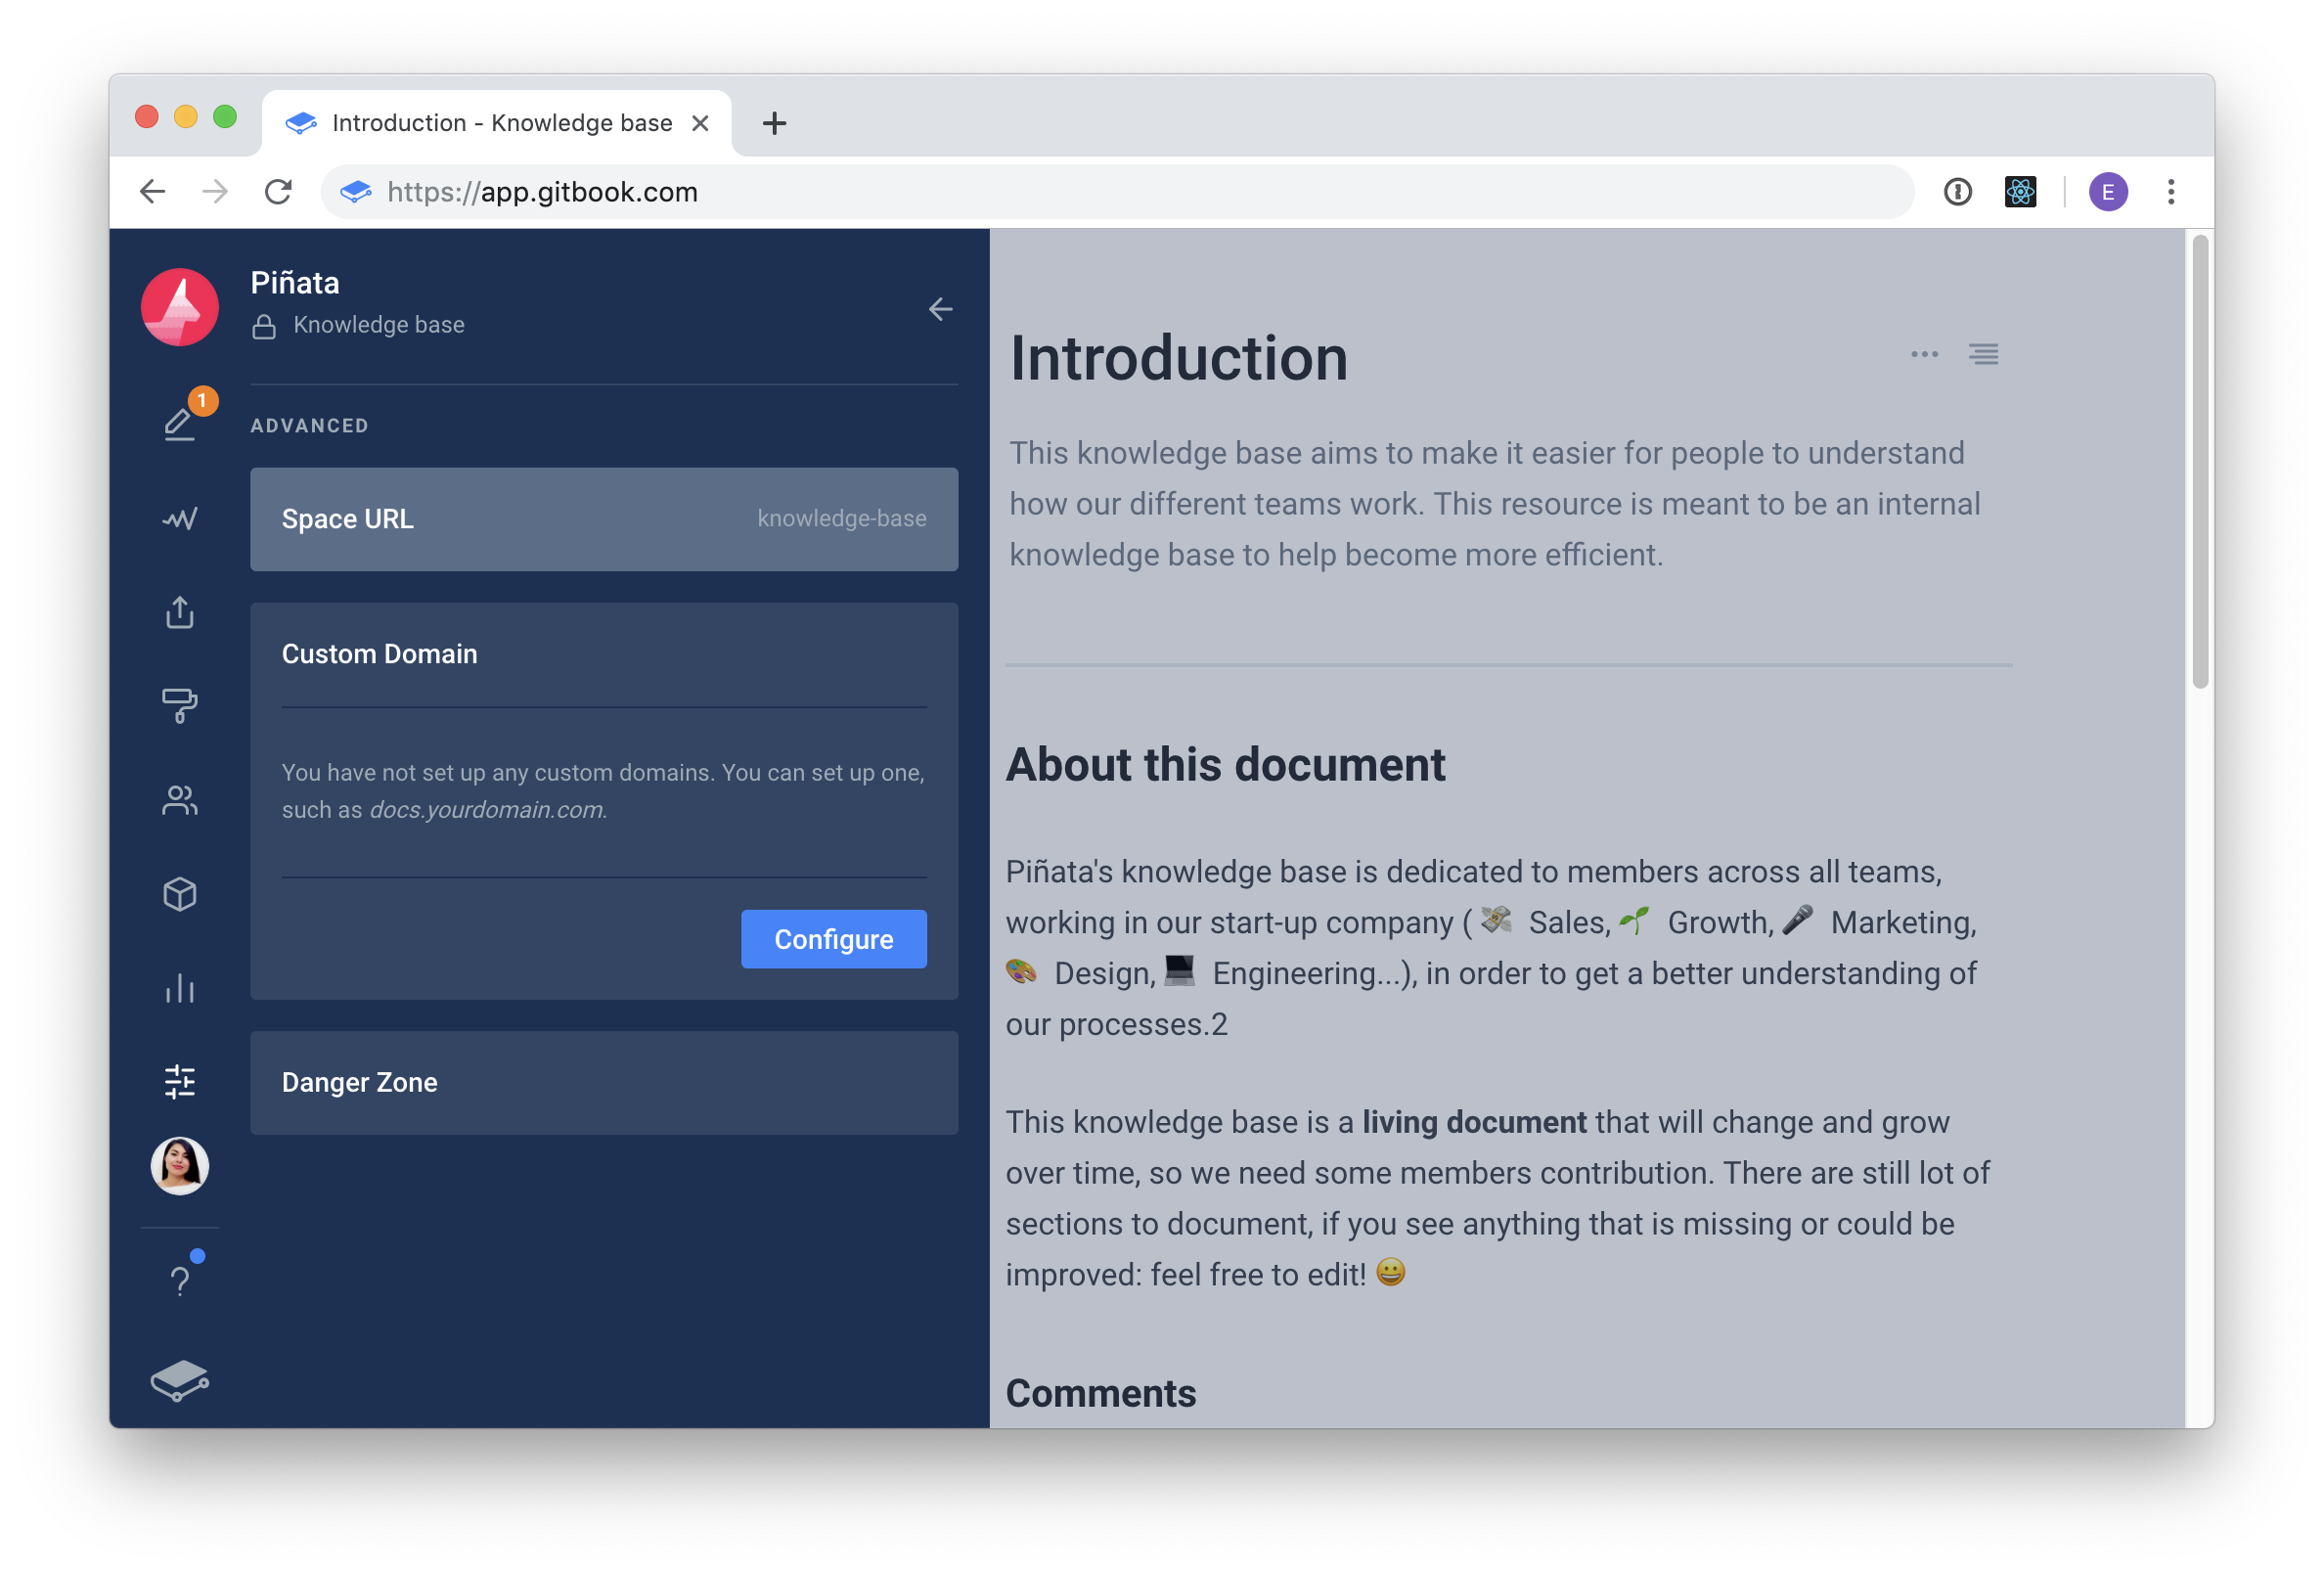 Introduction - Knowledge base
https://app.gitbook.com
E
Piñata
Knowledge base
1
ADVANCED
Space URL
knowledge-base
Custom Domain
You have not set up any custom domains. You can set up one,
such as docs.yourdomain.com.
Configure
Danger Zone
?
Introduction
This knowledge base aims to make it easier for people to understand
how our different teams work. This resource is meant to be an internal
knowledge base to help become more efficient.
About this document
Piñata's knowledge base is dedicated to members across all teams,
working in our start-up company (💸 Sales,🌱 Growth,🎤 Marketing,
🎨 Design,💻 Engineering...), in order to get a better understanding of
our processes.2
This knowledge base is a living document that will change and grow
over time, so we need some members contribution. There are still lot of
sections to document, if you see anything that is missing or could be
improved: feel free to edit! 😀
Comments